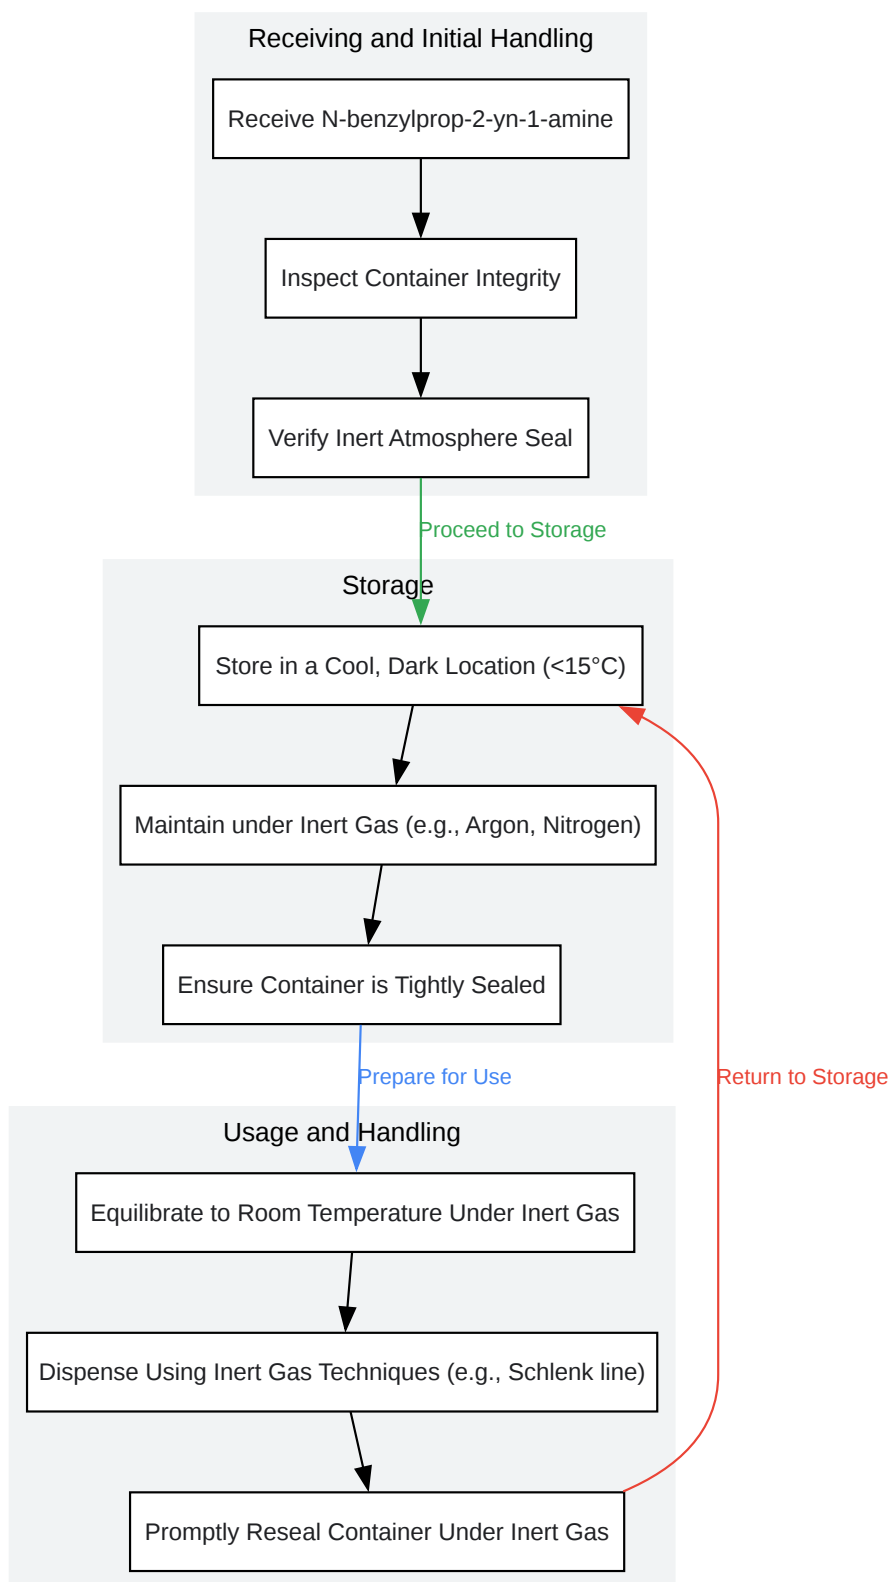 Receiving and Initial Handling
Receive N-benzylprop-2-yn-1-amine
Inspect Container Integrity
Verify Inert Atmosphere Seal
Proceed to Storage
Storage
Store in a Cool, Dark Location (<15°C)
Maintain under Inert Gas (e.g., Argon, Nitrogen)
Ensure Container is Tightly Sealed
Prepare for Use
Return to Storage
Usage and Handling
Equilibrate to Room Temperature Under Inert Gas
Dispense Using Inert Gas Techniques (e.g., Schlenk line)
Promptly Reseal Container Under Inert Gas